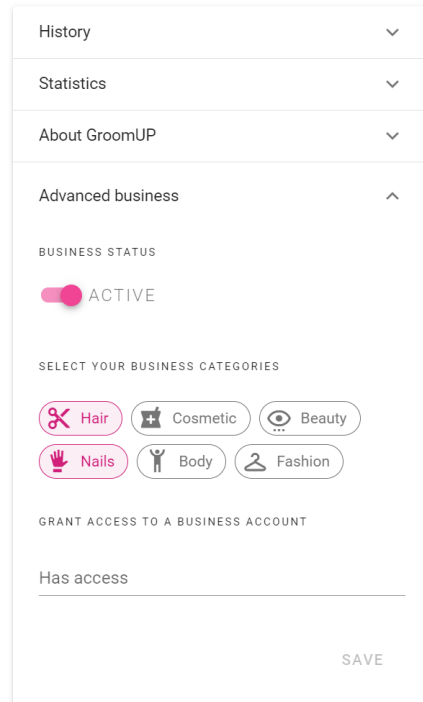 History
Statistics
About GroomUP
Advanced business
BUSINESS STATUS
ACTIVE
SELECT YOUR BUSINESS CATEGORIES
Hair Cosmetic Beauty
Nails Body Fashion
GRANT ACCESS TO A BUSINESS ACCOUNT
Has access
SAVE